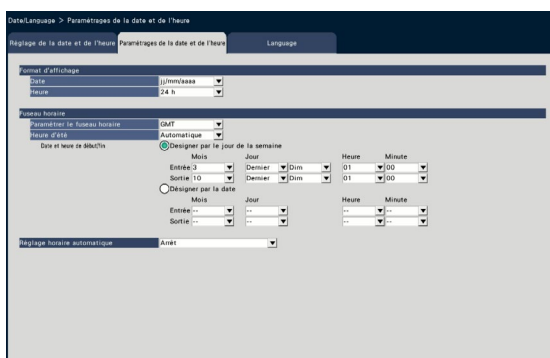 Date/Language > Paramétrages de la date et de l'heure
Réglage de la date et de l'heure Paramétrages de la date et de l'heure Language
Format d'affichage
Date jj/mm/aaaa
Heure 24 h
Fuseau horaire
Paramétrer le fuseau horaire GMT
Heure d'été Automatique
Date et heure de début/fin Designer par le jour de la semaine
Mois Jour Heure Minute
Entrée 3 Dernier Dim 01 00
Sortie 10 Dernier Dim 01 00
Désigner par la date
Mois Jour Heure Minute
Entrée -- -- -- --
Sortie -- -- -- --
Réglage horaire automatique Arrêt